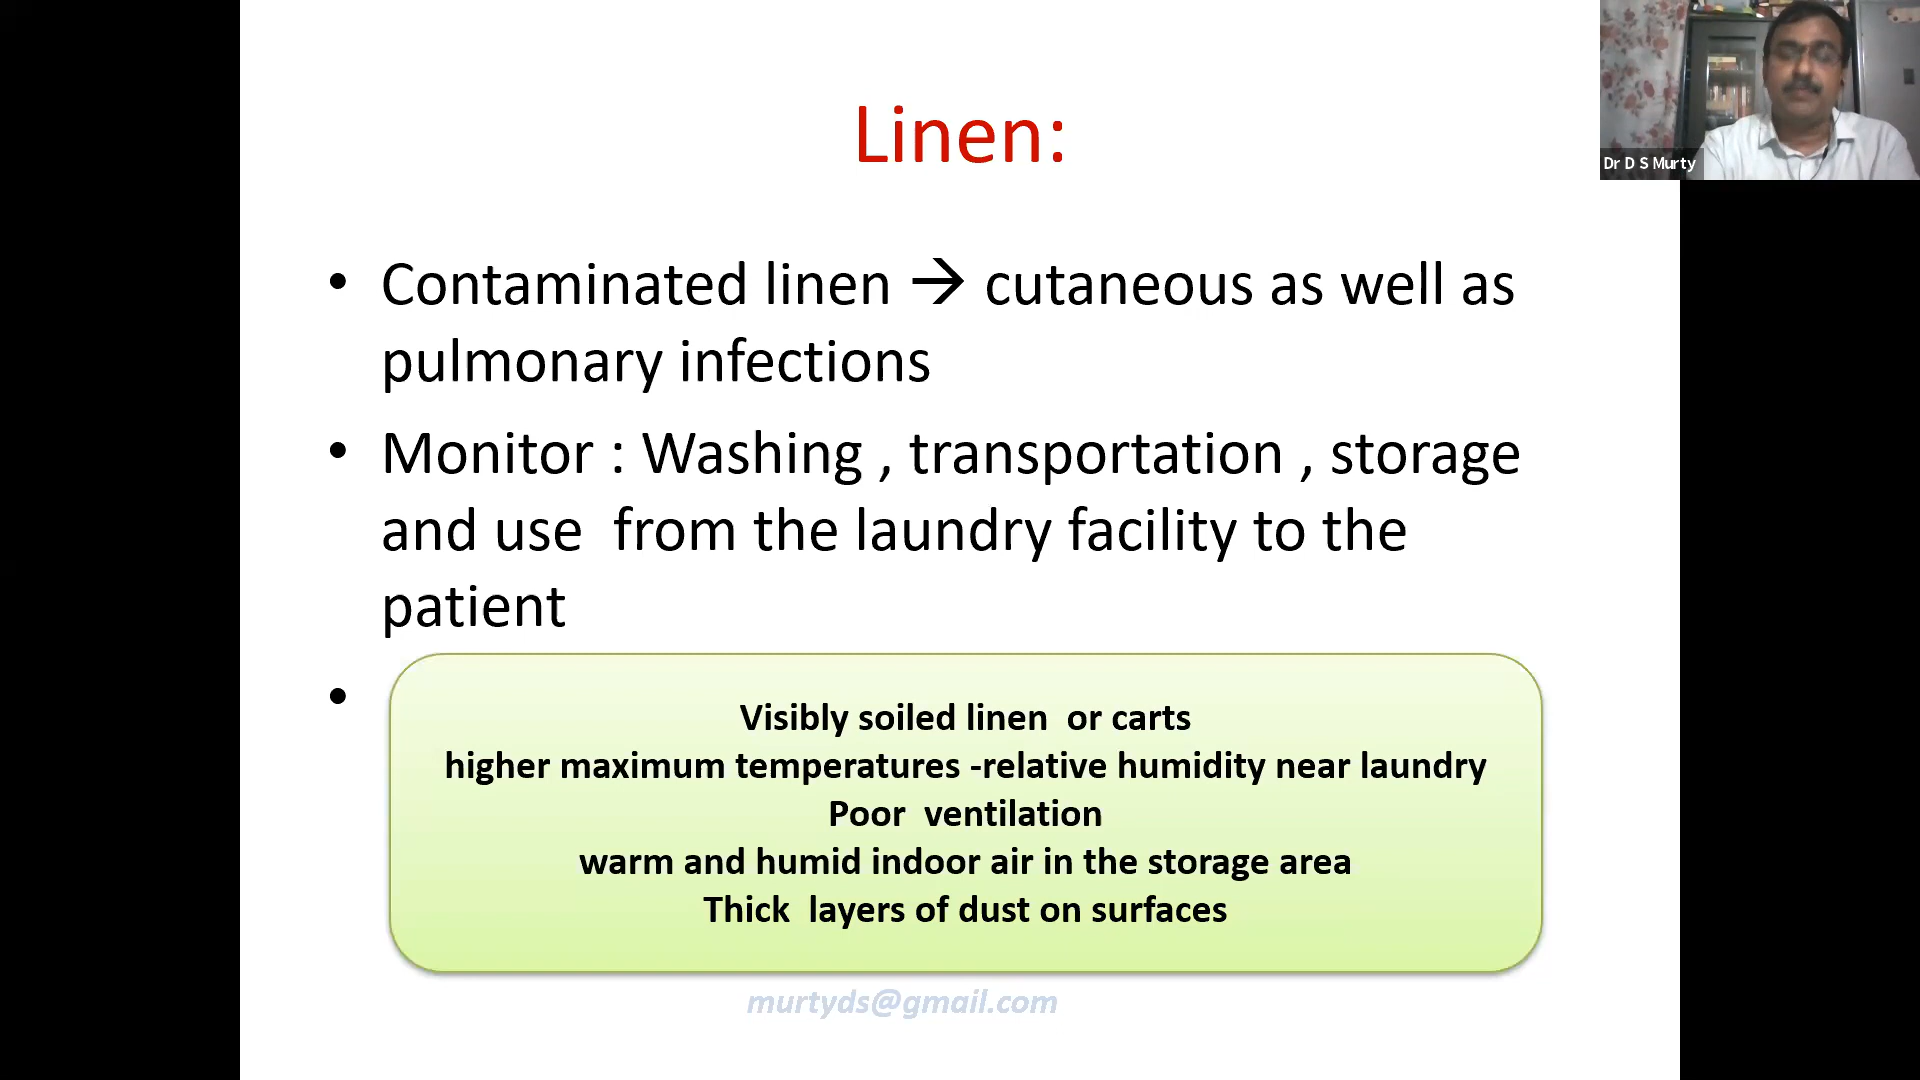 Linen:
• Contaminated linen → cutaneous as well as
pulmonary infections
• Monitor : Washing , transportation , storage
and use  from the laundry facility to the
patient
•
Visibly soiled linen  or carts
higher maximum temperatures -relative humidity near laundry
Poor  ventilation
warm and humid indoor air in the storage area
Thick  layers of dust on surfaces
murtyds@gmail.com
Dr D S Murty